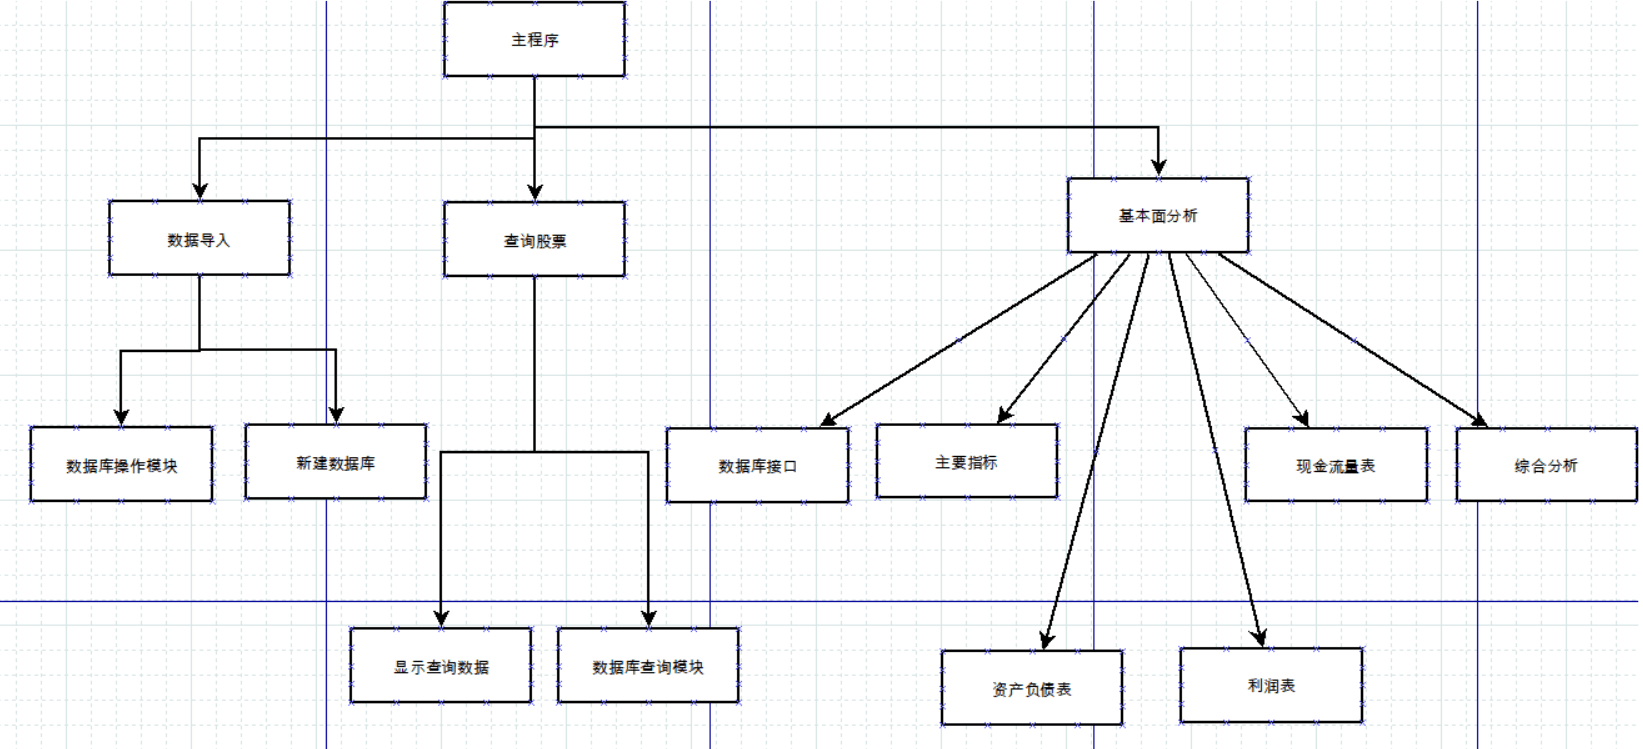 主程序
数据导入
查询股票
基本面分析
数据库操作模块
新建数据库
数据库接口
主要指标
现金流量表
综合分析
显示查询数据
数据库查询模块
资产负债表
利润表